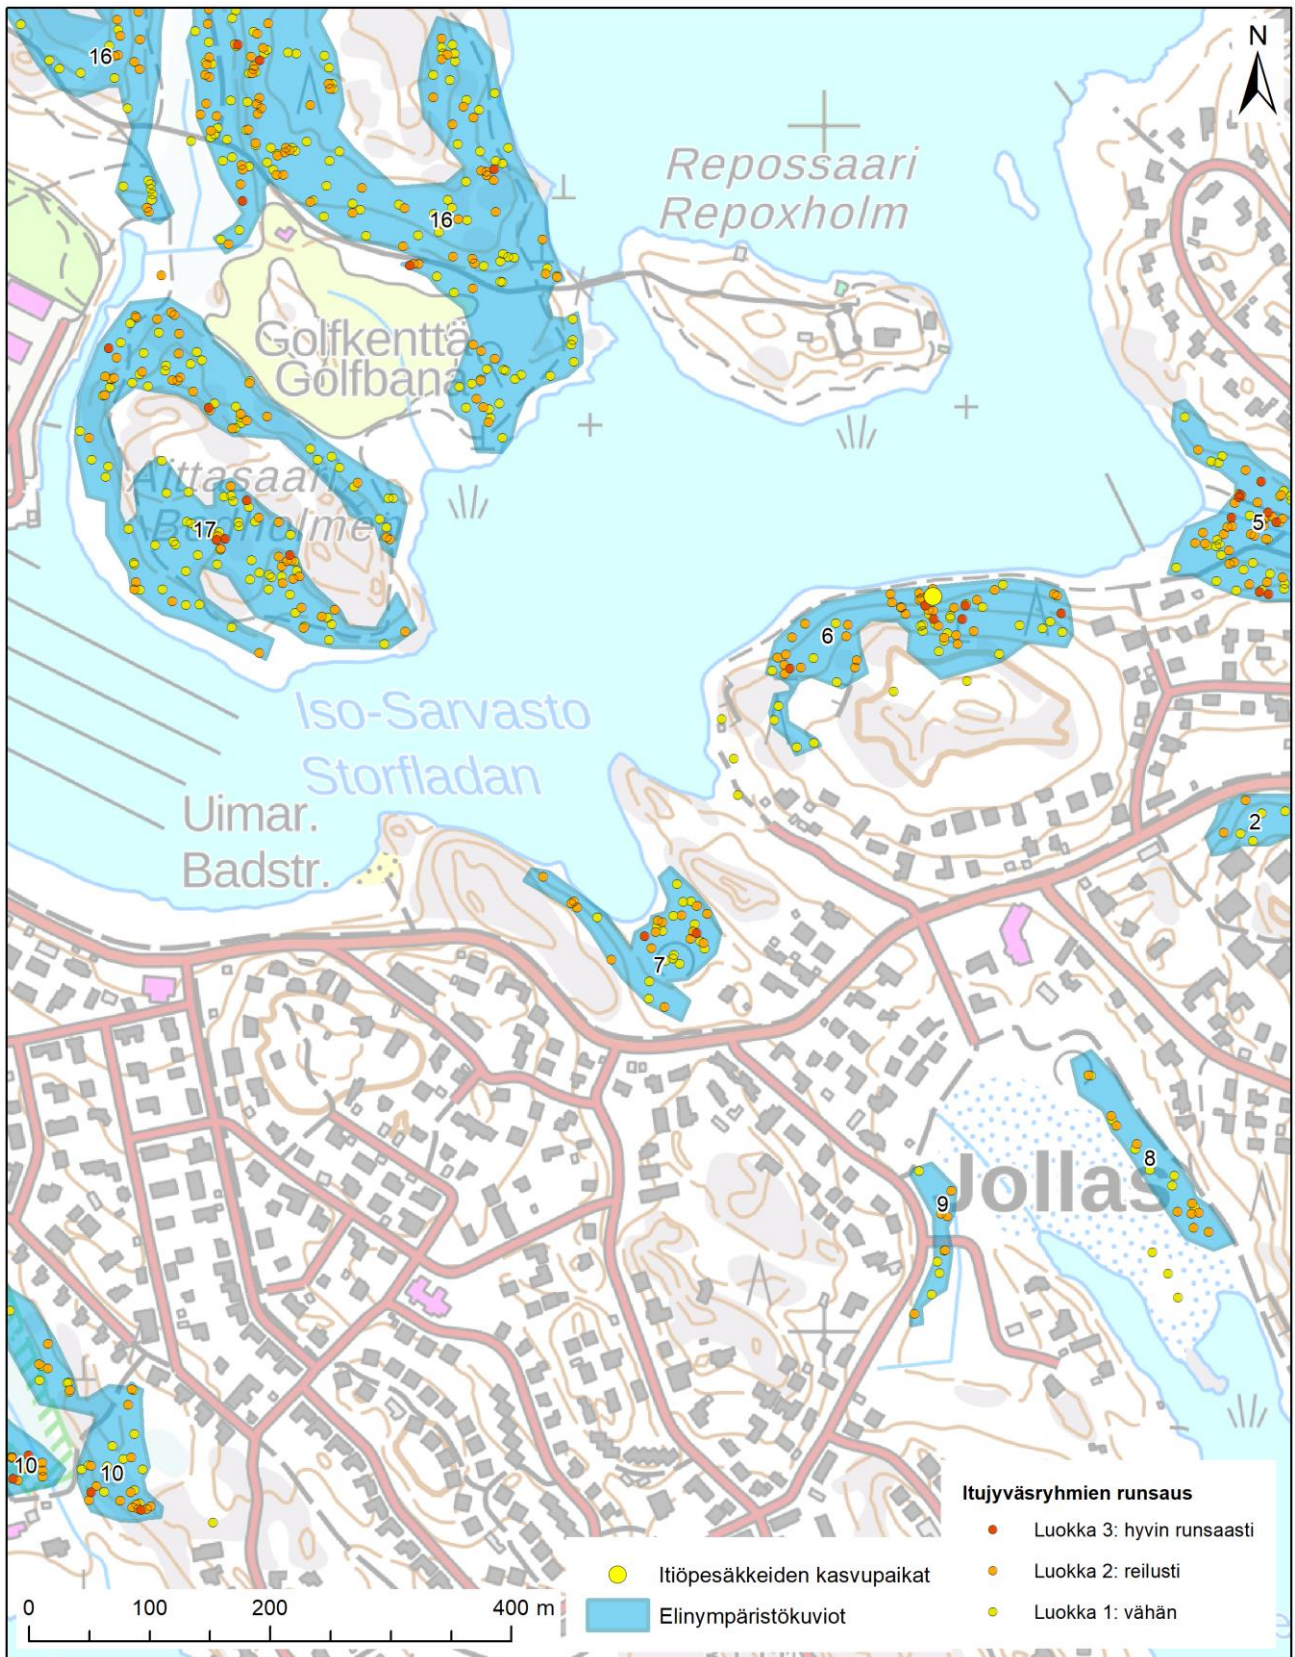 N
16
16
Repossaari
Repoxholm
Golfkenttä
Golfbana
Aittasaari
Bodholmen
17
5
6
Iso-Sarvasto
Storfladan
2
Uimar.
Badstr.
7
8
Jollas
9
10
10
Itujyväsryhmien runsaus
Luokka 3: hyvin runsaasti
Luokka 2: reilusti
Luokka 1: vähän
Itiöpesäkkeiden kasvupaikat
Elinympäristökuviot
0 100 200 400 m